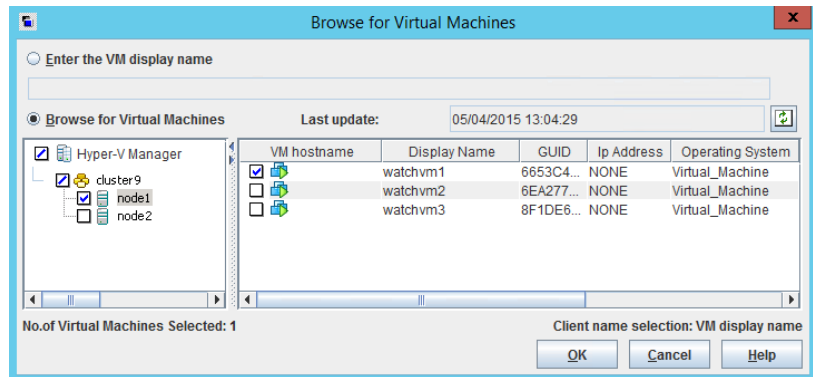 Browse for Virtual Machines
x
Enter the VM display name
Browse for Virtual Machines Last update: 05/04/2015 13:04:29
Hyper-V Manager
cluster9
node1
node2
VM hostname Display Name GUID Ip Address Operating System
watchvm1 6653C4... NONE Virtual_Machine
watchvm2 6EA277... NONE Virtual_Machine
watchvm3 8F1DE6... NONE Virtual_Machine
No.of Virtual Machines Selected: 1 Client name selection: VM display name
OK Cancel Help